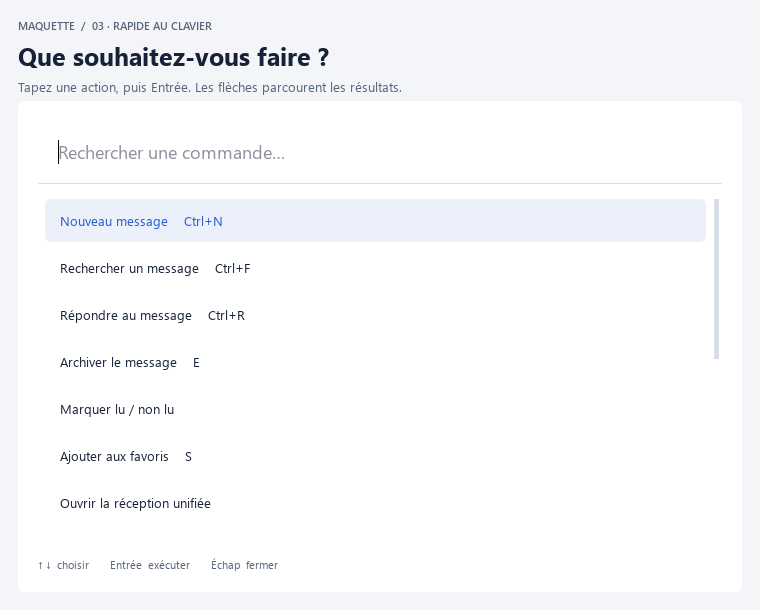 MAQUETTE / 03 · RAPIDE AU CLAVIER
Que souhaitez-vous faire ?
Tapez une action, puis Entrée. Les flèches parcourent les résultats.
Rechercher une commande...
Nouveau message Ctrl+N
Rechercher un message Ctrl+F
Répondre au message Ctrl+R
Archiver le message E
Marquer lu / non lu
Ajouter aux favoris S
Ouvrir la réception unifiée
↑↓ choisir Entrée exécuter Échap fermer